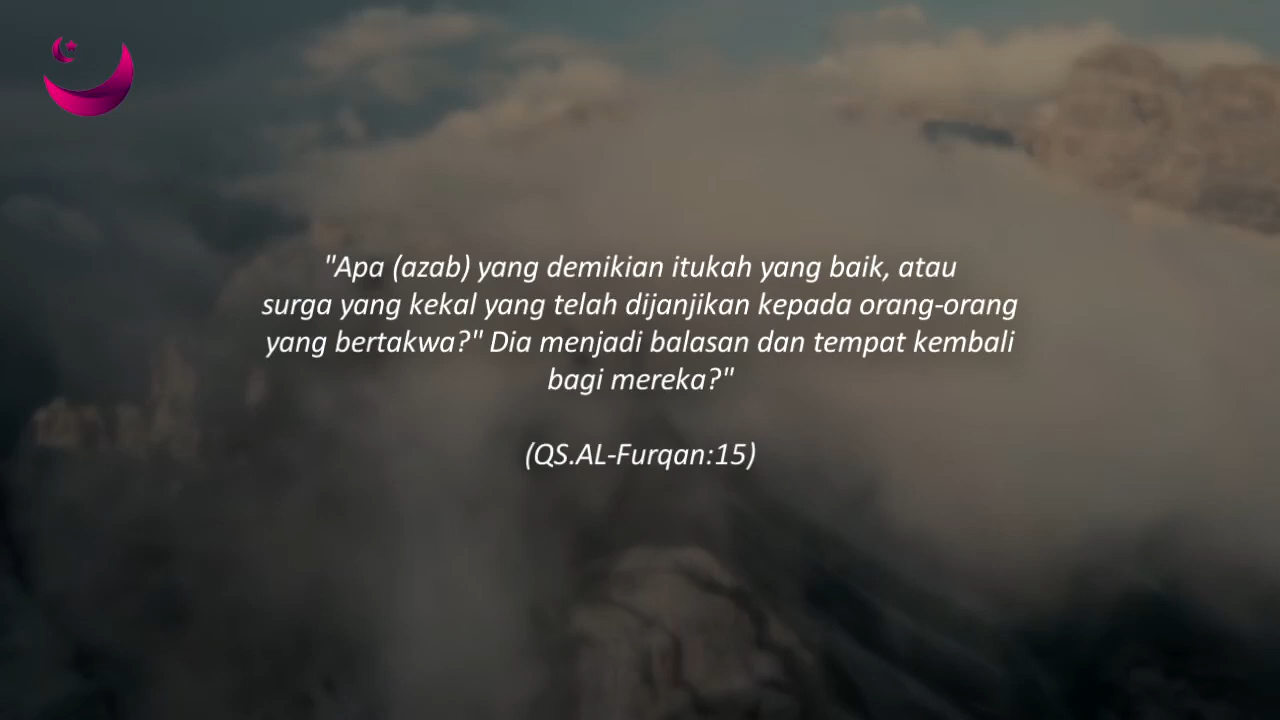 "Apa (azab) yang demikian itukah yang baik, atau
surga yang kekal yang telah dijanjikan kepada orang-orang
yang bertakwa?" Dia menjadi balasan dan tempat kembali
bagi mereka?"
(QS.AL-Furqan:15)